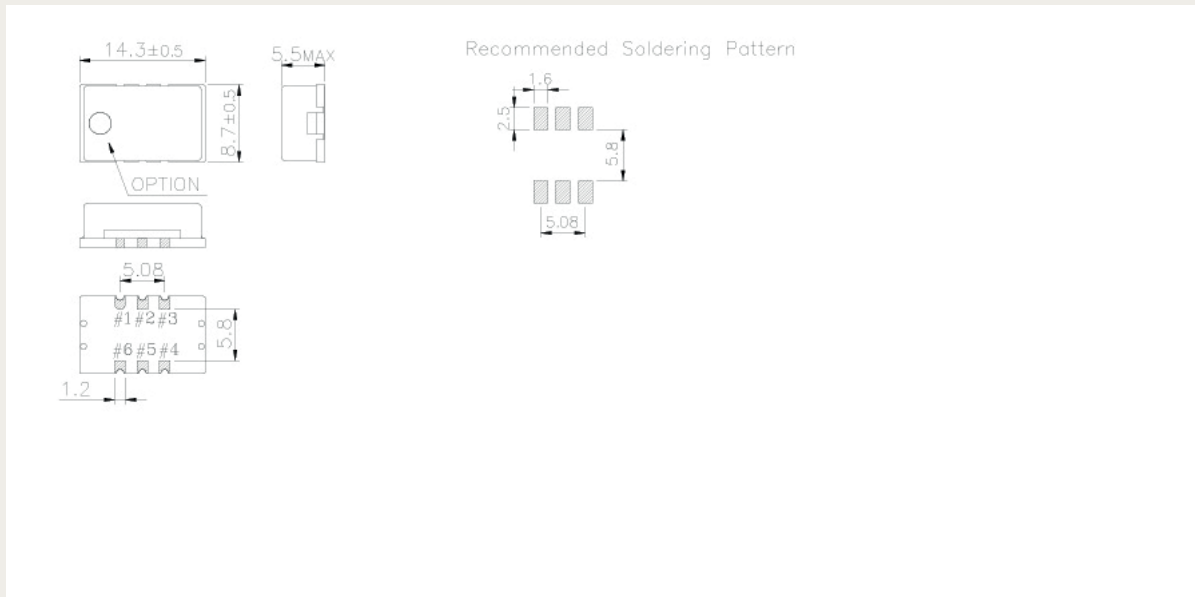 14.3±0.5
5.5MAX
8.7±0.5
OPTION
5.08
#1 #2 #3
5.8
#6 #5 #4
1.2
Recommended Soldering Pattern
1.6
2.5
5.8
5.08